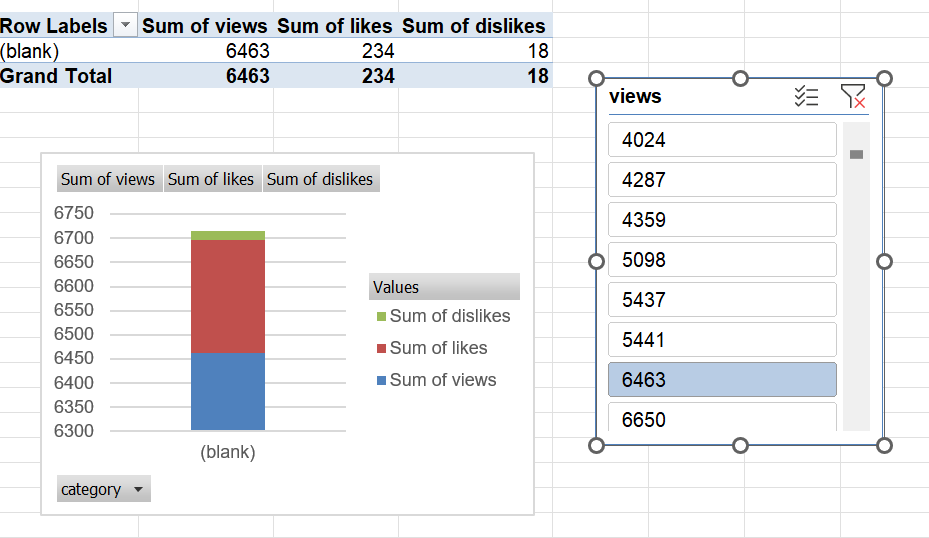 Row Labels Sum of views Sum of likes Sum of dislikes
(blank) 6463 234 18
Grand Total 6463 234 18
views
4024
4287
4359
5098
5437
5441
6463
6650
Sum of views Sum of likes Sum of dislikes
6750
6700
6650
6600
6550
6500
6450
6400
6350
6300
(blank)
Values
Sum of dislikes
Sum of likes
Sum of views
category